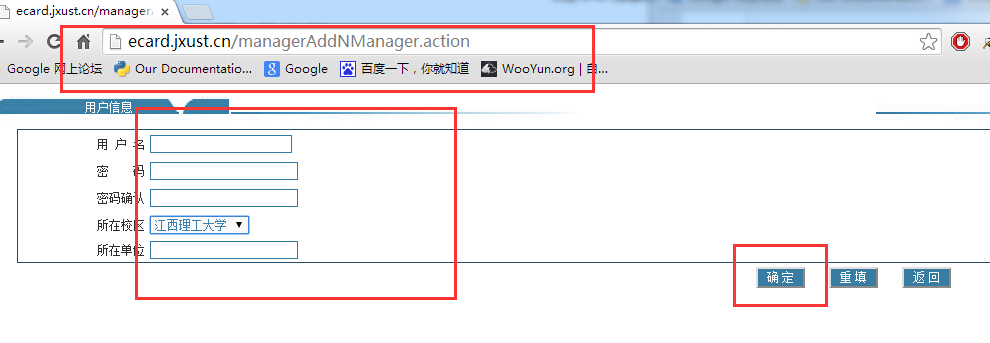 ecard.jxust.cn/manager
ecard.jxust.cn/managerAddNManager.action
Google 网上论坛 Our Documentatio... Google 百度一下，你就知道 WooYun.org | 自...
用户信息
用 户 名
密 码
密码确认
所在校区 江西理工大学
所在单位
确定 重填 返回